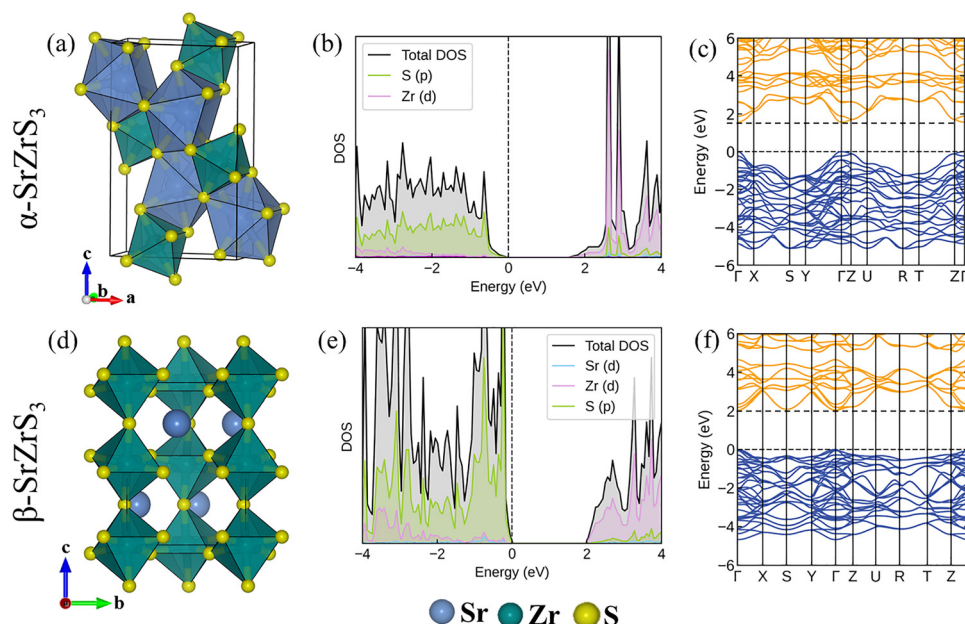 (a)
α-SrZrS₃
c
b
a
(b)
Total DOS
S (p)
Zr (d)
DOS
−4 −2 0 2 4
Energy (eV)
(c)
Energy (eV)
6
4
2
0
−2
−4
−6
Γ X S Y Γ Z U R T Z Γ
(d)
β-SrZrS₃
c
b
(e)
Total DOS
Sr (d)
Zr (d)
S (p)
DOS
−4 −2 0 2 4
Energy (eV)
(f)
Energy (eV)
6
4
2
0
−2
−4
−6
Γ X S Y Γ Z U R T Z
Sr Zr S